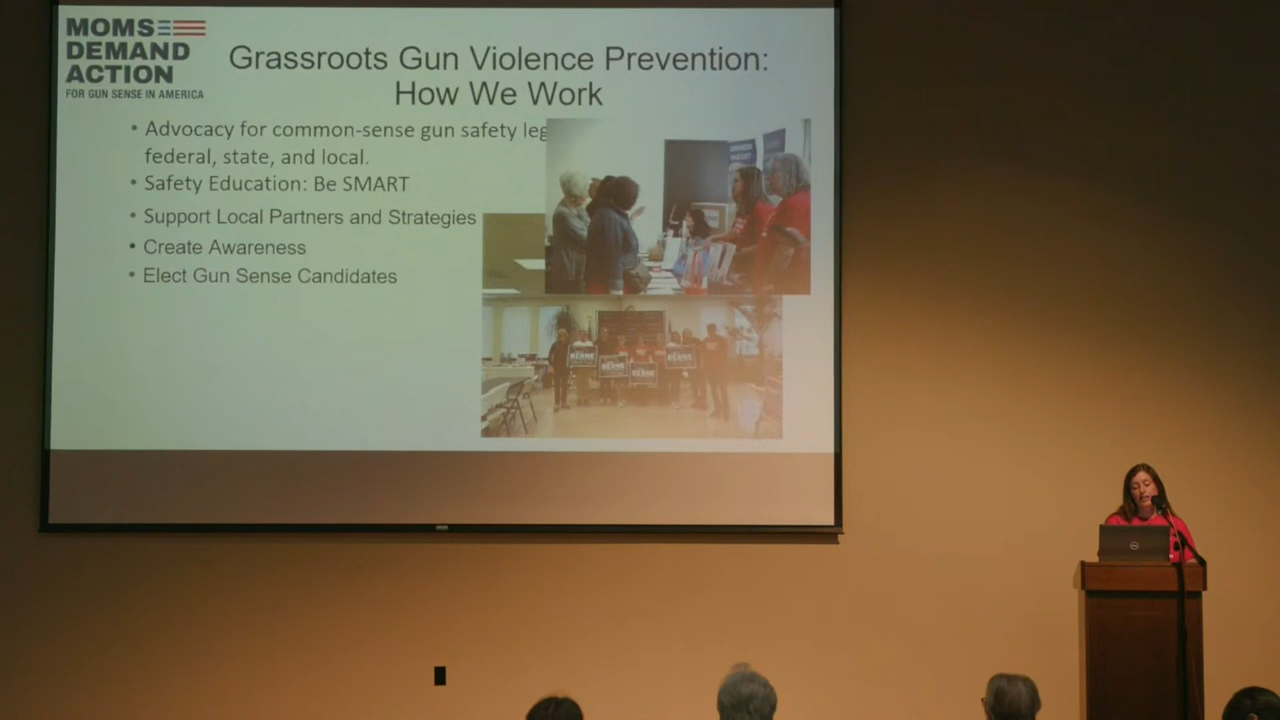 MOMS
DEMAND
ACTION
FOR GUN SENSE IN AMERICA
Grassroots Gun Violence Prevention:
How We Work
• Advocacy for common-sense gun safety leg
federal, state, and local.
• Safety Education: Be SMART
• Support Local Partners and Strategies
• Create Awareness
• Elect Gun Sense Candidates